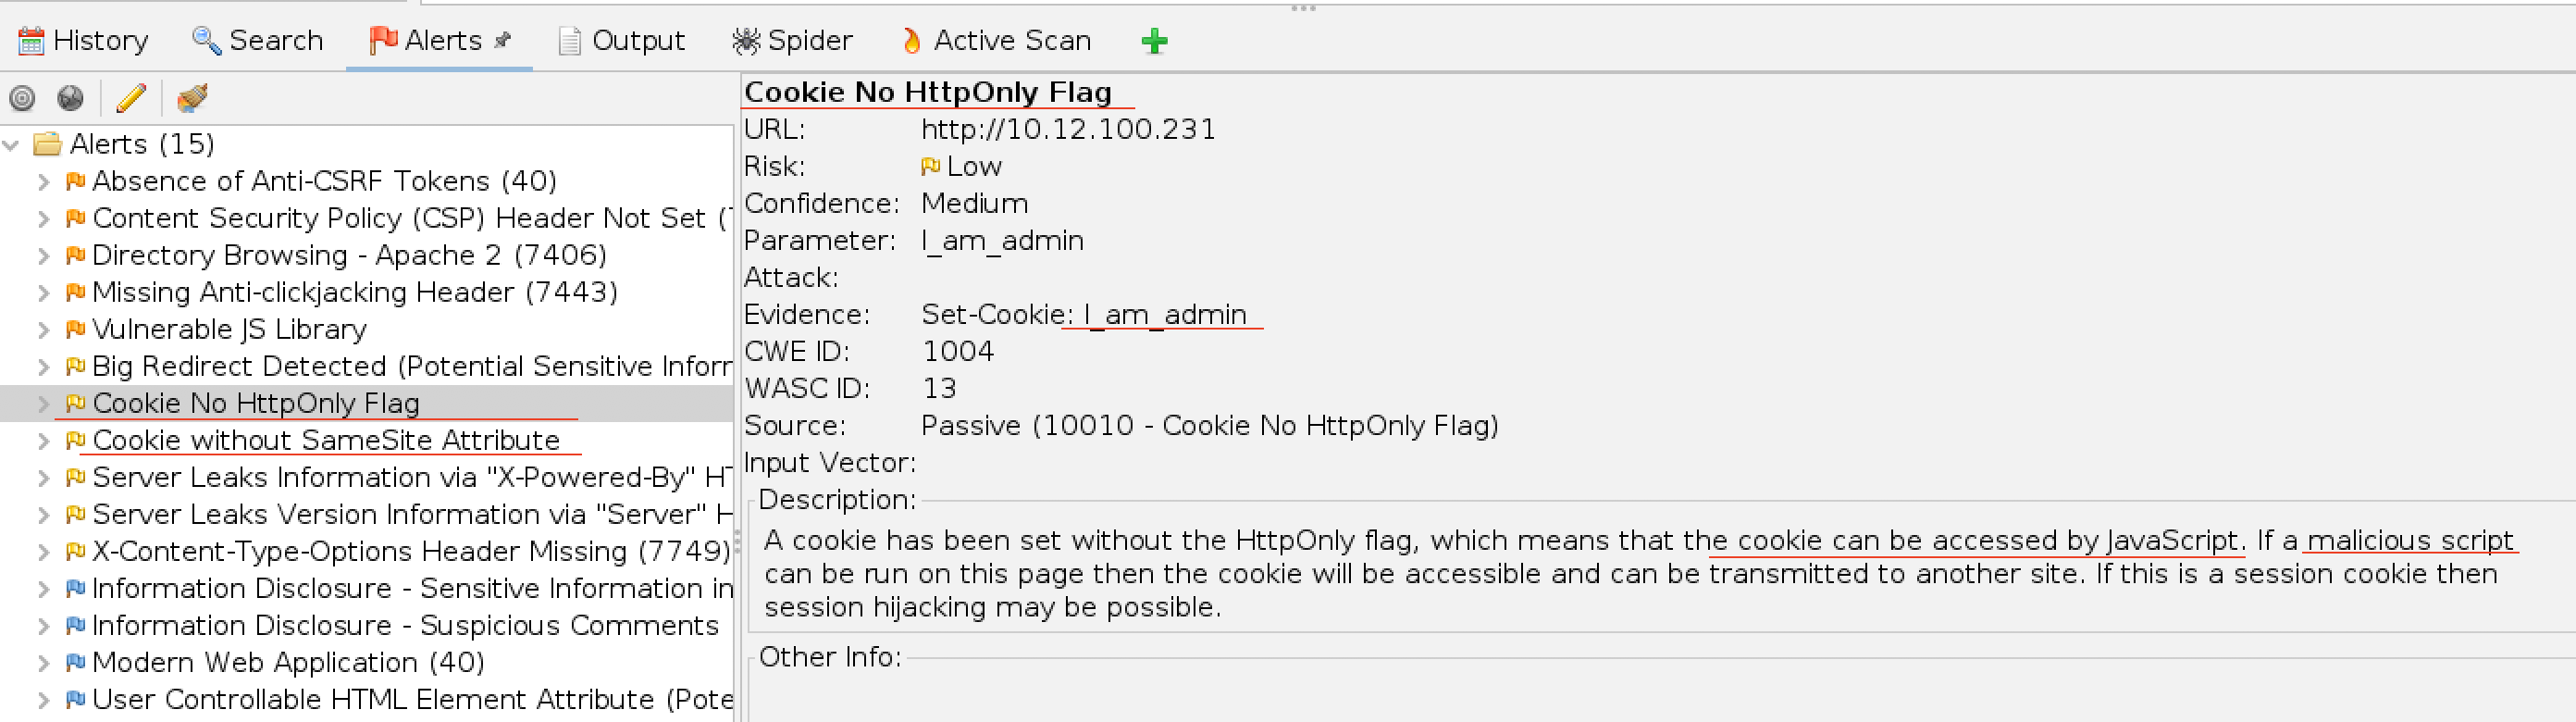 History Search Alerts Output Spider Active Scan
Alerts (15)
Absence of Anti-CSRF Tokens (40)
Content Security Policy (CSP) Header Not Set (
Directory Browsing - Apache 2 (7406)
Missing Anti-clickjacking Header (7443)
Vulnerable JS Library
Big Redirect Detected (Potential Sensitive Inforr
Cookie No HttpOnly Flag
Cookie without SameSite Attribute
Server Leaks Information via "X-Powered-By" HT
Server Leaks Version Information via "Server" H
X-Content-Type-Options Header Missing (7749)
Information Disclosure - Sensitive Information in
Information Disclosure - Suspicious Comments
Modern Web Application (40)
User Controllable HTML Element Attribute (Pote
Cookie No HttpOnly Flag
URL: http://10.12.100.231
Risk: Low
Confidence: Medium
Parameter: I_am_admin
Attack:
Evidence: Set-Cookie: I_am_admin
CWE ID: 1004
WASC ID: 13
Source: Passive (10010 - Cookie No HttpOnly Flag)
Input Vector:
Description:
A cookie has been set without the HttpOnly flag, which means that the cookie can be accessed by JavaScript. If a malicious script
can be run on this page then the cookie will be accessible and can be transmitted to another site. If this is a session cookie then
session hijacking may be possible.
Other Info: